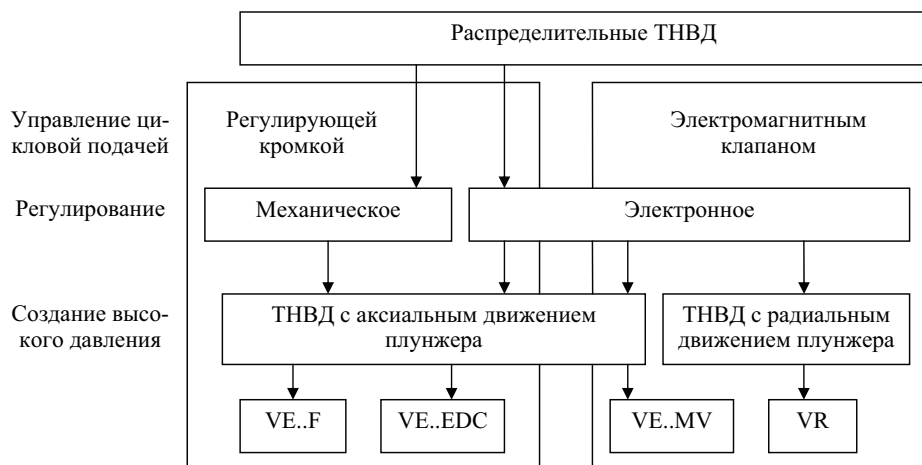 Распределительные ТНВД
Управление ци-
кловой подачей
Регулирующей
кромкой
Электромагнитным
клапаном
Регулирование
Механическое
Электронное
Создание высо-
кого давления
ТНВД с аксиальным движением
плунжера
ТНВД с радиальным
движением плунжера
VE..F
VE..EDC
VE..MV
VR